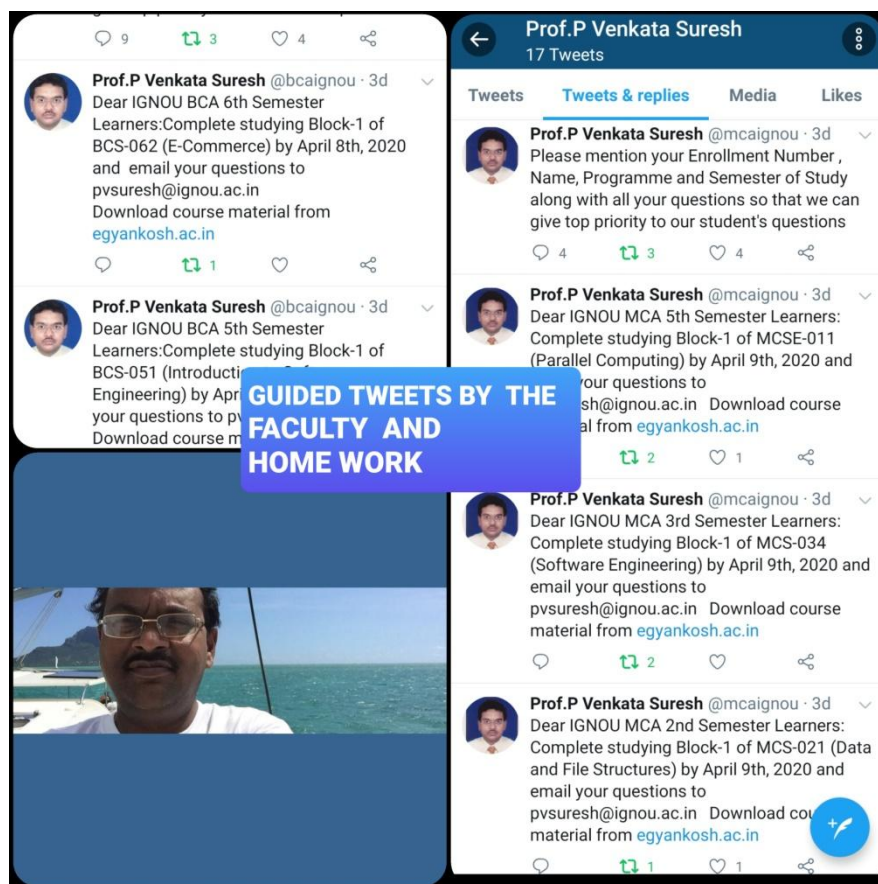 9 3 4
Prof.P Venkata Suresh @bcaignou · 3d
Dear IGNOU BCA 6th Semester
Learners:Complete studying Block-1 of
BCS-062 (E-Commerce) by April 8th, 2020
and email your questions to
pvsuresh@ignou.ac.in
Download course material from
egyankosh.ac.in
1
Prof.P Venkata Suresh @bcaignou · 3d
Dear IGNOU BCA 5th Semester
Learners:Complete studying Block-1 of
BCS-051
Engineering) by
your questions to
Download course
GUIDED TWEETS BY THE
FACULTY AND
HOME WORK
Prof.P Venkata Suresh
17 Tweets
Tweets Tweets & replies Media Likes
Prof.P Venkata Suresh @mcaignou · 3d
Please mention your Enrollment Number ,
Name, Programme and Semester of Study
along with all your questions so that we can
give top priority to our student's questions
4 3 4
Prof.P Venkata Suresh @mcaignou · 3d
Dear IGNOU MCA 5th Semester Learners:
Complete studying Block-1 of MCSE-011
(Parallel Computing) by April 9th, 2020 and
your questions to
sh@ignou.ac.in Download course
al from egyankosh.ac.in
2 1
Prof.P Venkata Suresh @mcaignou · 3d
Dear IGNOU MCA 3rd Semester Learners:
Complete studying Block-1 of MCS-034
(Software Engineering) by April 9th, 2020 and
email your questions to
pvsuresh@ignou.ac.in Download course
material from egyankosh.ac.in
2
Prof.P Venkata Suresh @mcaignou · 3d
Dear IGNOU MCA 2nd Semester Learners:
Complete studying Block-1 of MCS-021 (Data
and File Structures) by April 9th, 2020 and
email your questions to
pvsuresh@ignou.ac.in Download
material from egyankosh.ac.in
1 1